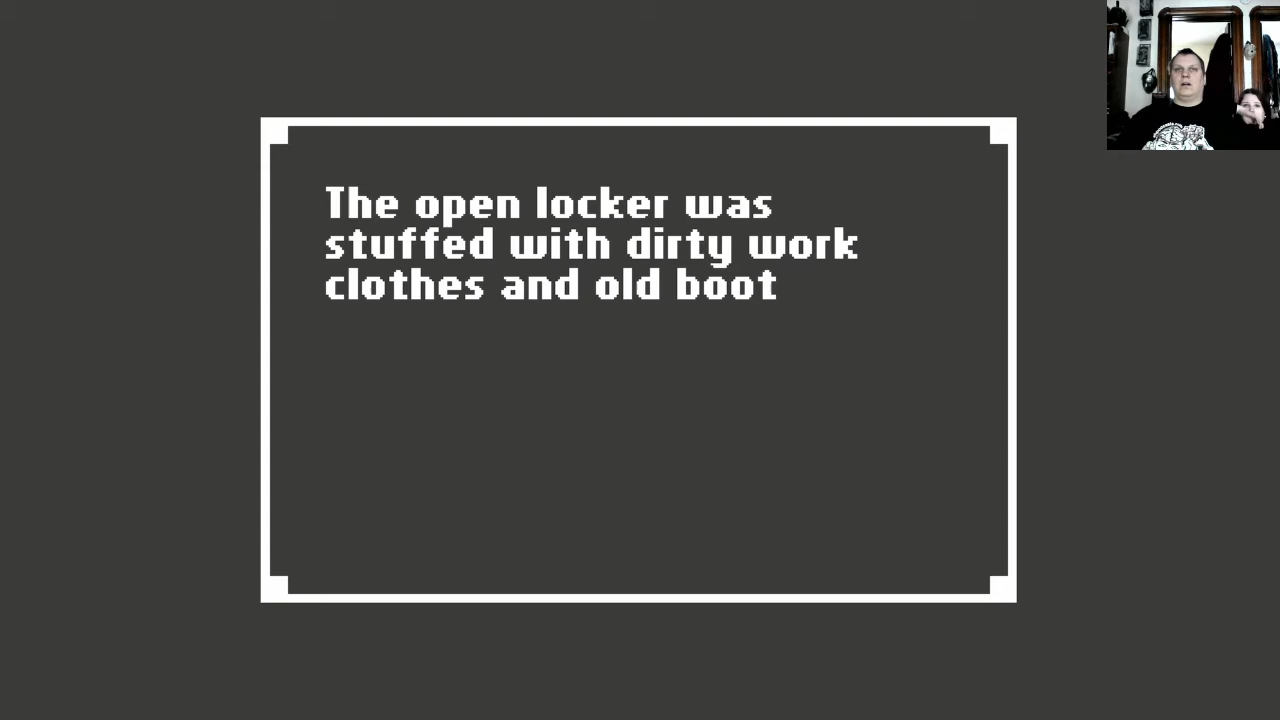 The open locker was
stuffed with dirty work
clothes and old boot